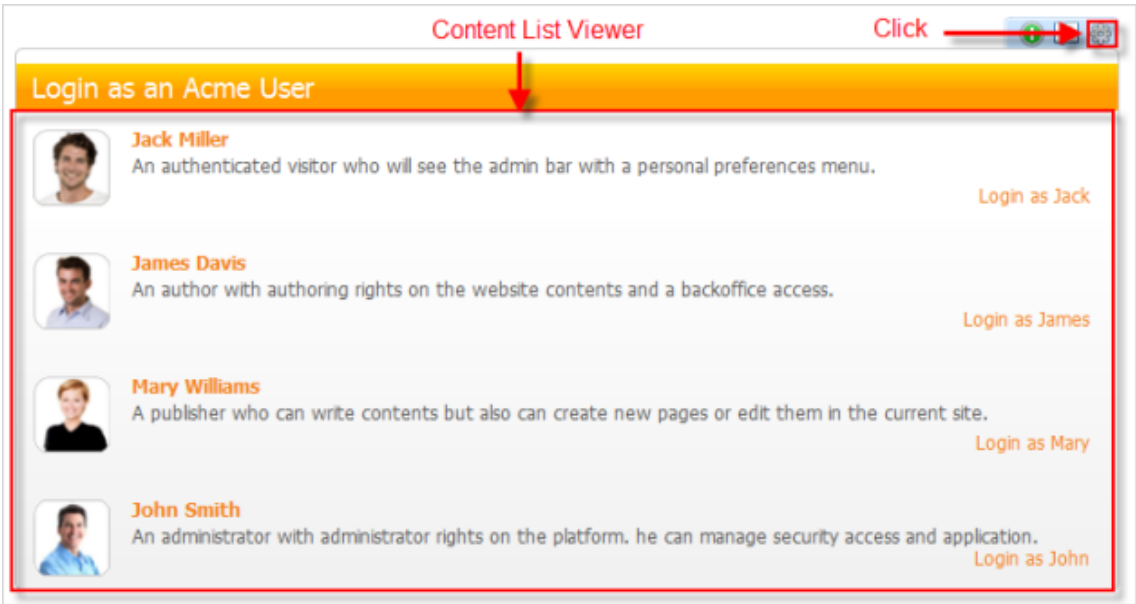 Content List Viewer
Click
Login as an Acme User
Jack Miller
An authenticated visitor who will see the admin bar with a personal preferences menu.
Login as Jack
James Davis
An author with authoring rights on the website contents and a backoffice access.
Login as James
Mary Williams
A publisher who can write contents but also can create new pages or edit them in the current site.
Login as Mary
John Smith
An administrator with administrator rights on the platform. he can manage security access and application.
Login as John